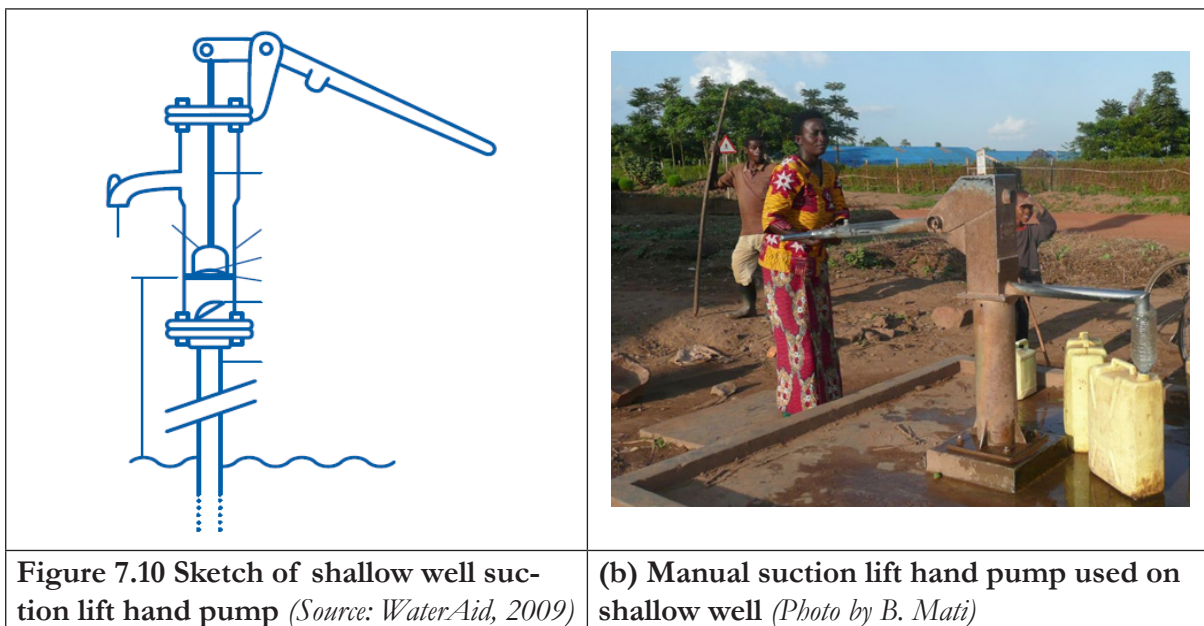 Figure 7.10 Sketch of shallow well suc-
tion lift hand pump (Source: WaterAid, 2009)
(b) Manual suction lift hand pump used on
shallow well (Photo by B. Mati)